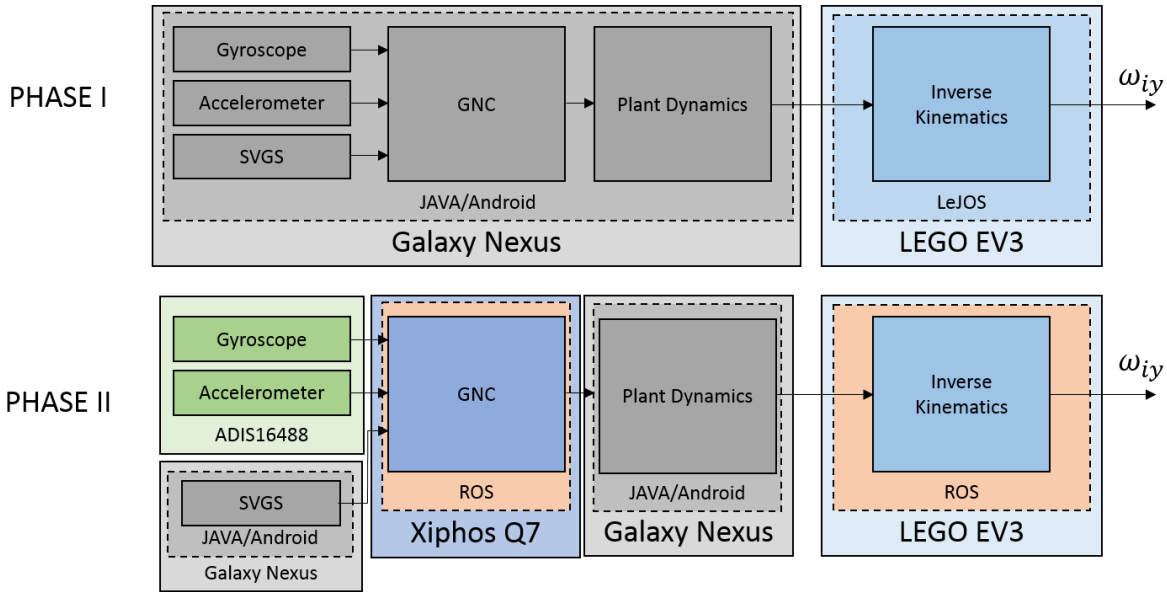 PHASE I
Gyroscope
Accelerometer
SVGS
GNC
Plant Dynamics
JAVA/Android
Galaxy Nexus
Inverse
Kinematics
LeJOS
LEGO EV3
ω_iy
PHASE II
Gyroscope
Accelerometer
ADIS16488
SVGS
JAVA/Android
Galaxy Nexus
GNC
ROS
Xiphos Q7
Plant Dynamics
JAVA/Android
Galaxy Nexus
Inverse
Kinematics
ROS
LEGO EV3
ω_iy